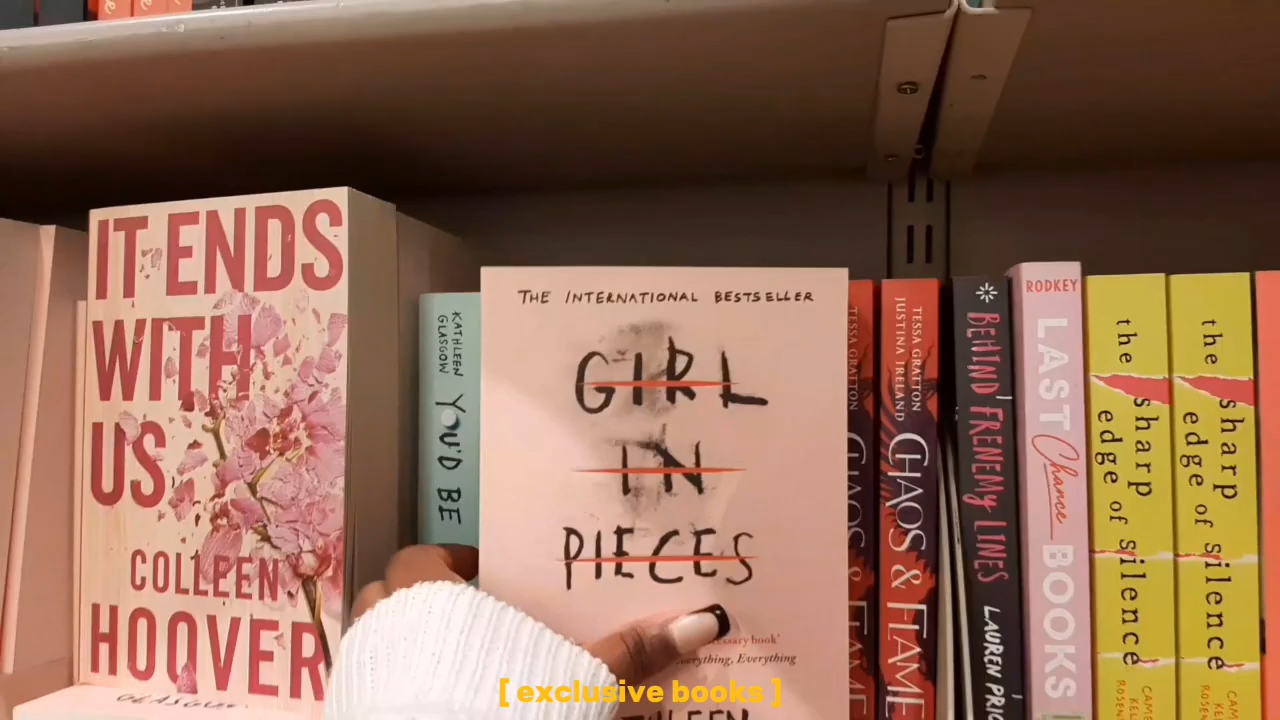 IT ENDS
WITH
US
COLLEEN
HOOVER
KATHLEEN
GLASGOW
YOU'D BE
THE INTERNATIONAL BESTSELLER
GIRL
IN
PIECES
Everything, Everything
TESSA GRATTON
CHAOS & FLAME
TESSA GRATTON
JUSTINA IRELAND
CHAOS & FLAME
BEHIND FRENEMY LINES
LAUREN
RODKEY
LAST
Chance
BOOKS
the
sharp
edge of silence
the
sharp
edge of silence
[ exclusive books ]